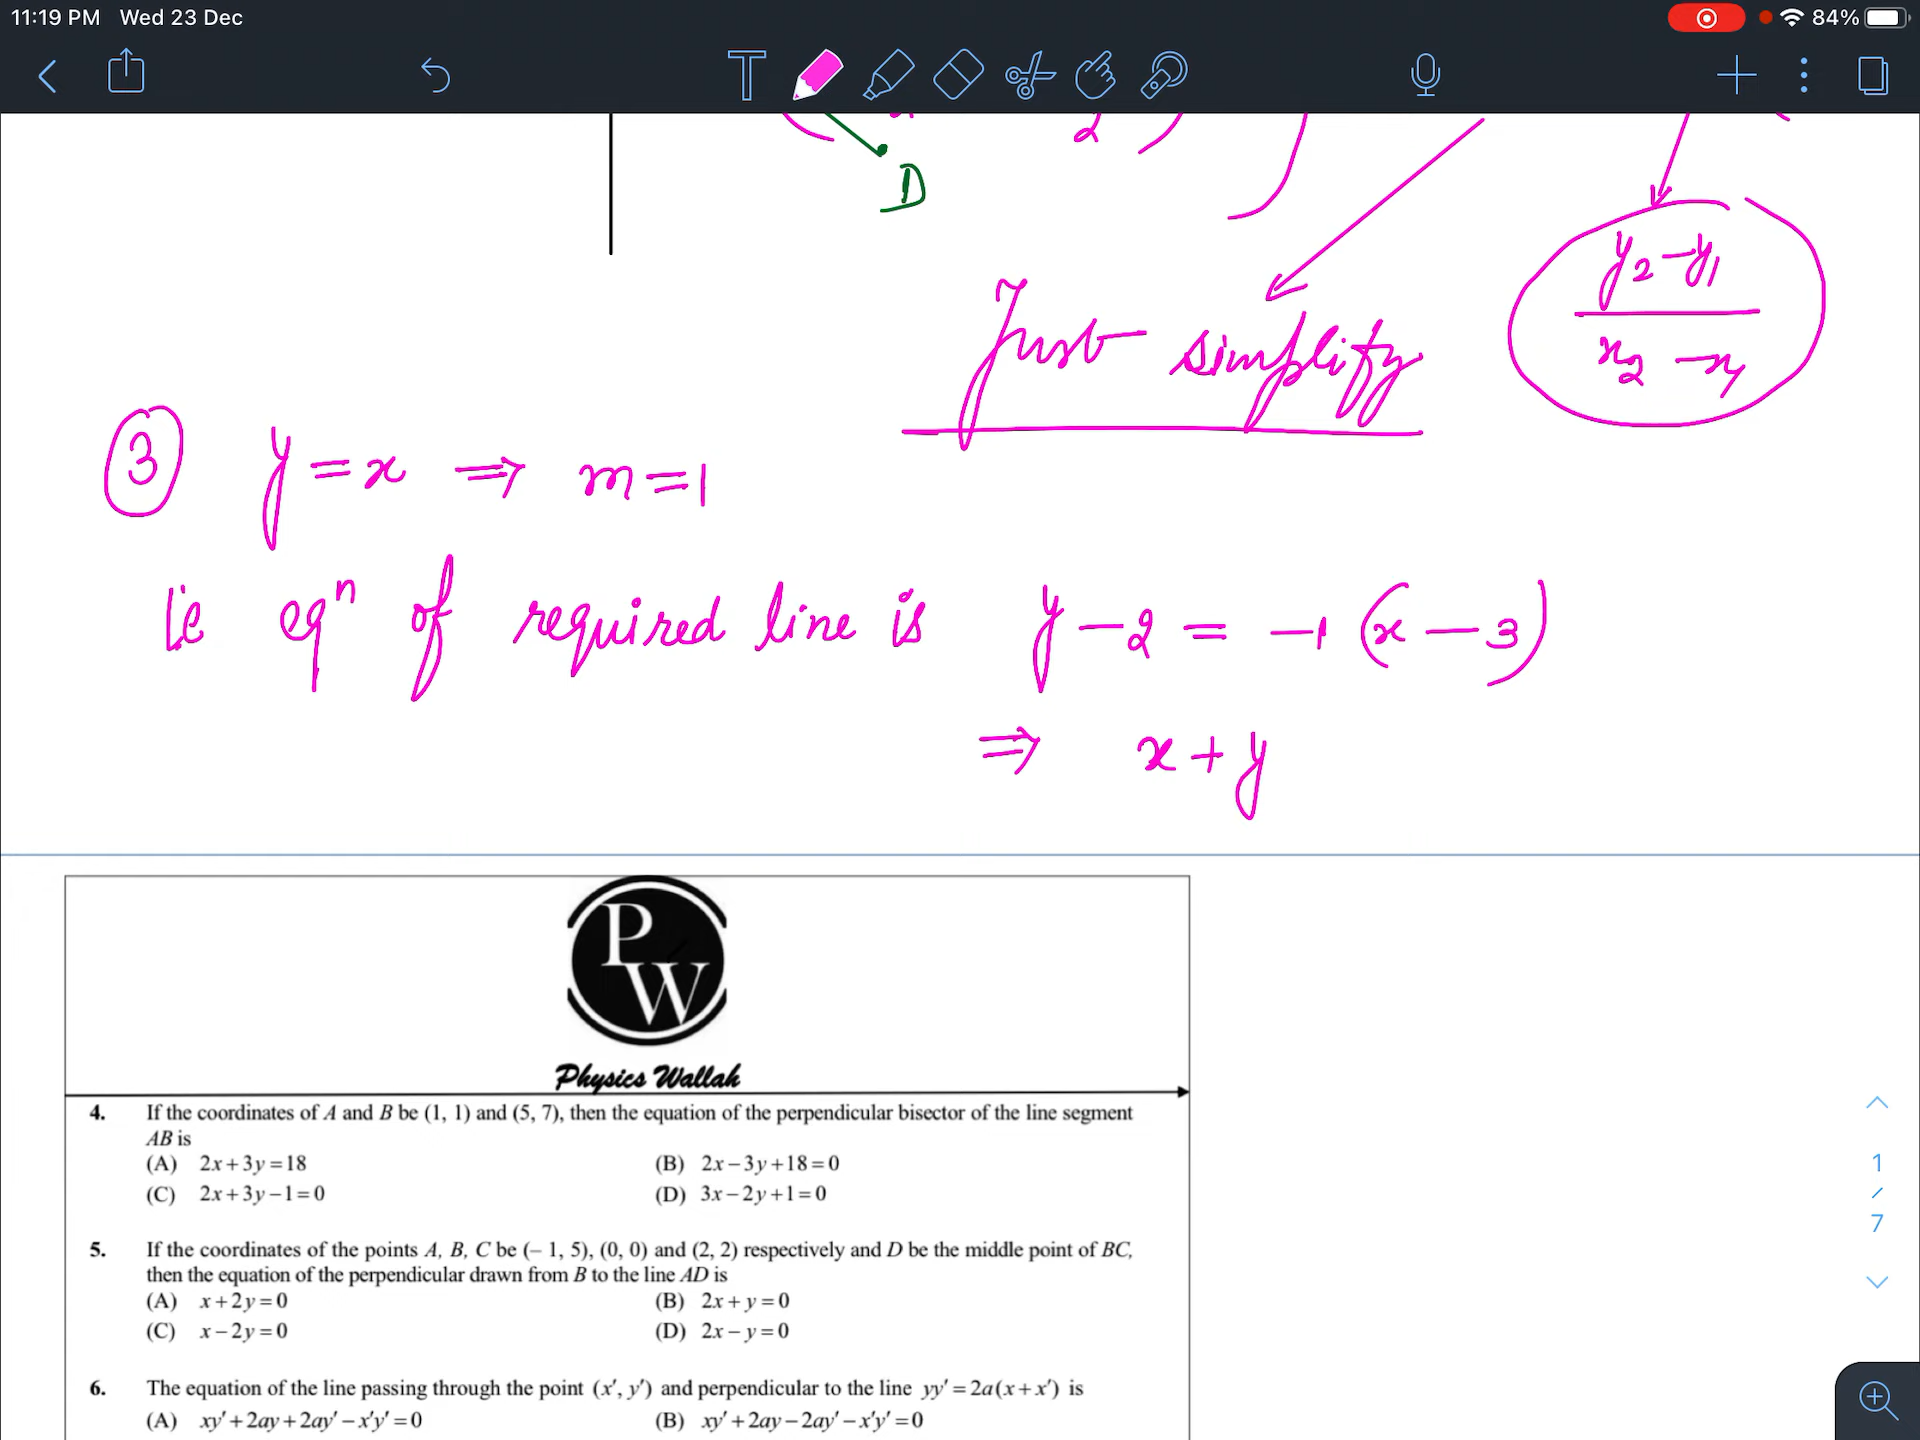 11:19 PM Wed 23 Dec 84%
T
2
D
y2-y1
x2 -x1
Just simplify
3 y=x ⇒ m=1
ie eqⁿ of required line is y-2 = -1(x-3)
⇒ x+y
PW
Physics Wallah
4. If the coordinates of A and B be (1, 1) and (5, 7), then the equation of the perpendicular bisector of the line segment
AB is
(A) 2x+3y=18 (B) 2x-3y+18=0
(C) 2x+3y-1=0 (D) 3x-2y+1=0
5. If the coordinates of the points A, B, C be (– 1, 5), (0, 0) and (2, 2) respectively and D be the middle point of BC,
then the equation of the perpendicular drawn from B to the line AD is
(A) x+2y=0 (B) 2x+y=0
(C) x-2y=0 (D) 2x-y=0
6. The equation of the line passing through the point (x′, y′) and perpendicular to the line yy′ = 2a(x+x′) is
(A) xy′+2ay+2ay′-x′y′=0 (B) xy′+2ay-2ay′-x′y′=0
1
/
7